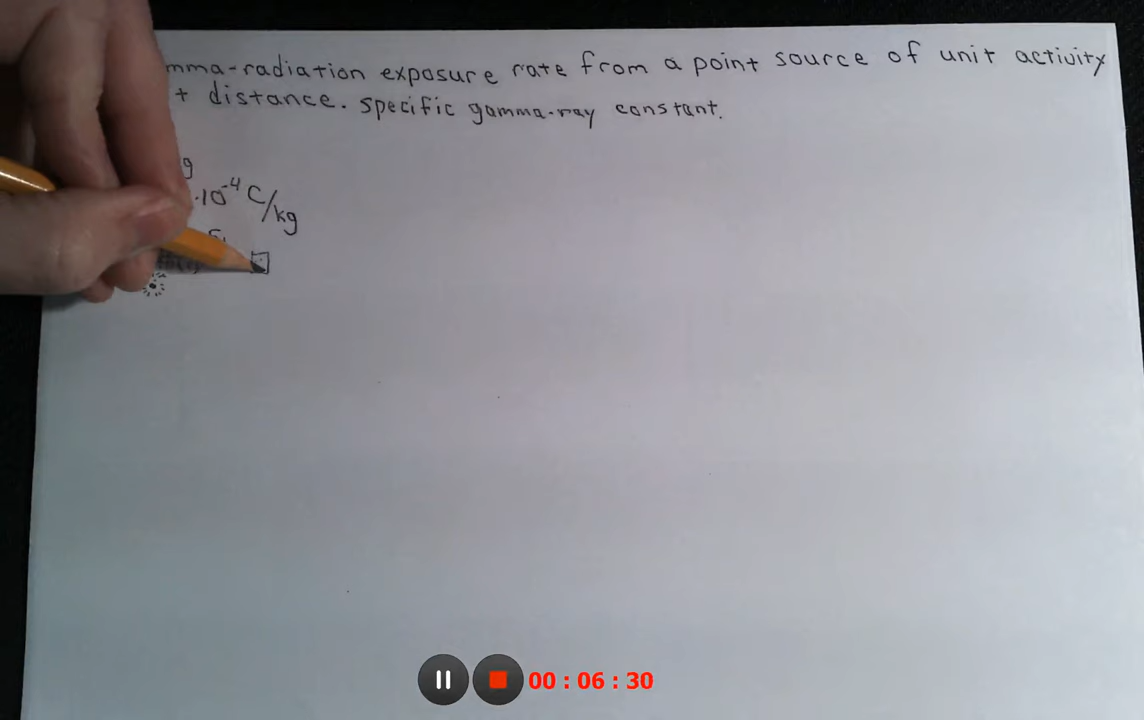 mma-radiation exposure rate from a point source of unit activity
t distance. Specific gamma-ray constant.
g
.10⁻⁴ C/kg
00 : 06 : 30